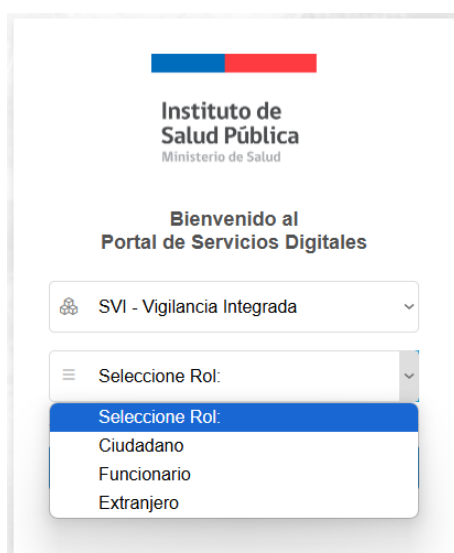 Instituto de
Salud Pública
Ministerio de Salud
Bienvenido al
Portal de Servicios Digitales
SVI - Vigilancia Integrada
Seleccione Rol:
Seleccione Rol:
Ciudadano
Funcionario
Extranjero